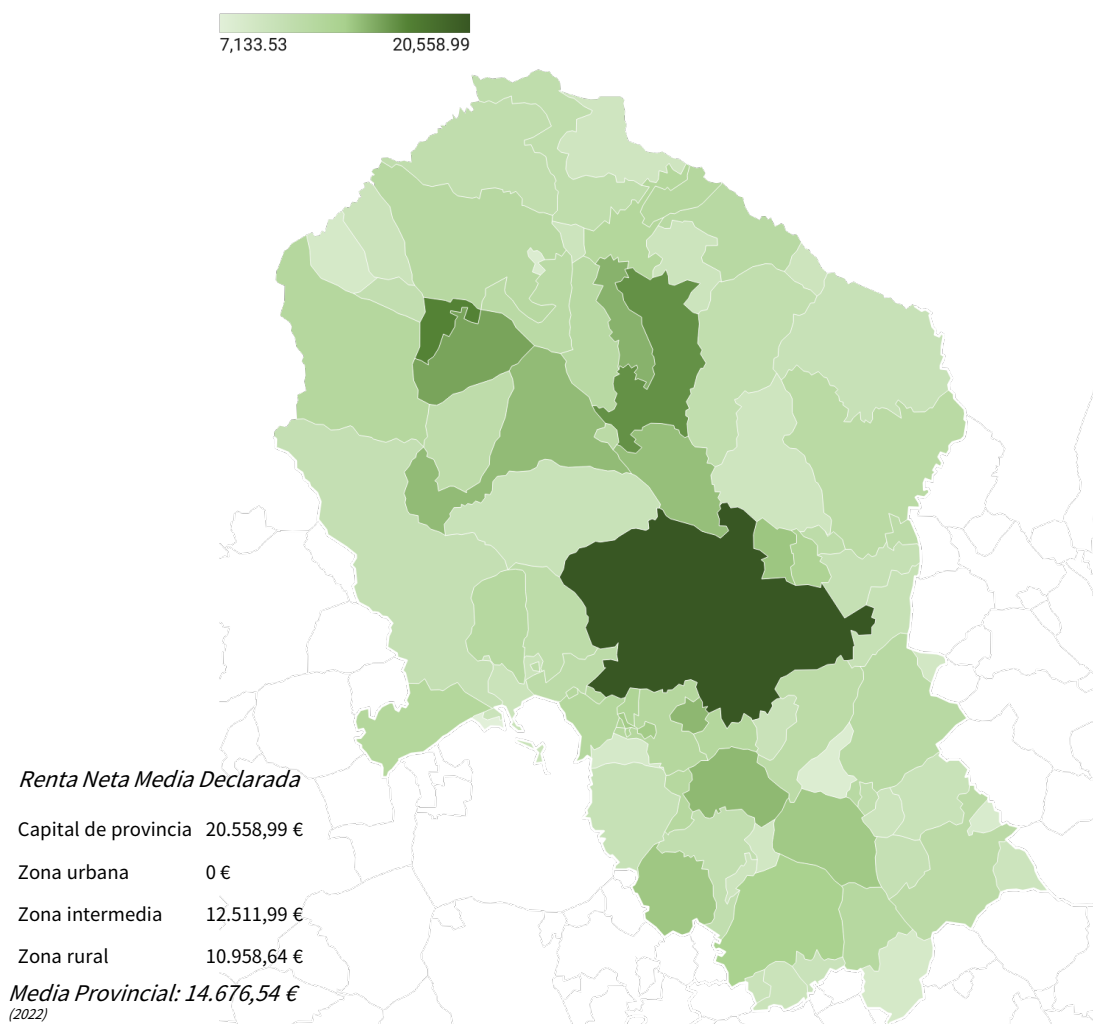 7,133.53 20,558.99
Renta Neta Media Declarada
Capital de provincia 20.558,99 €
Zona urbana 0 €
Zona intermedia 12.511,99 €
Zona rural 10.958,64 €
Media Provincial: 14.676,54 €
(2022)